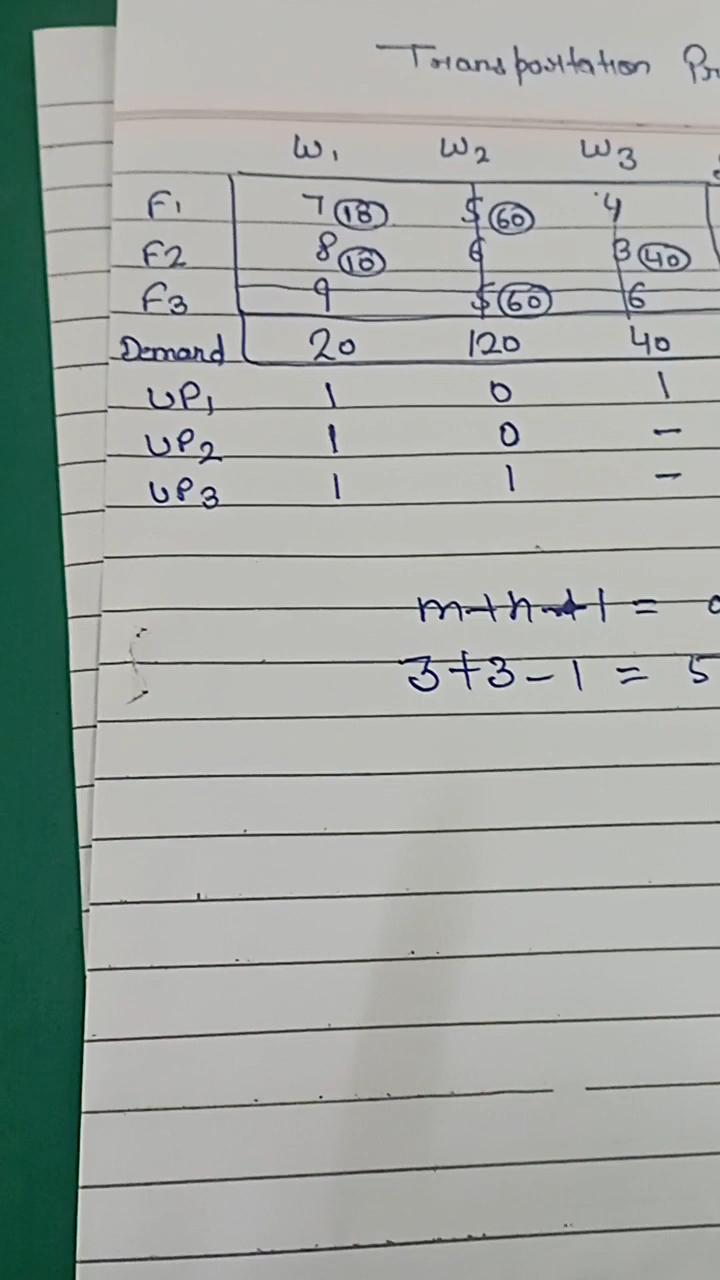 Transportation
W1 W2 W3
F1 7 (10) 5 (60) 4
F2 8 (10) 6 3 (40)
F3 9 5 (60) 6
Demand 20 120 40
UP1 1 0 1
UP2 1 0 -
UP3 1 1 -
m+n-1 =
3+3-1 = 5